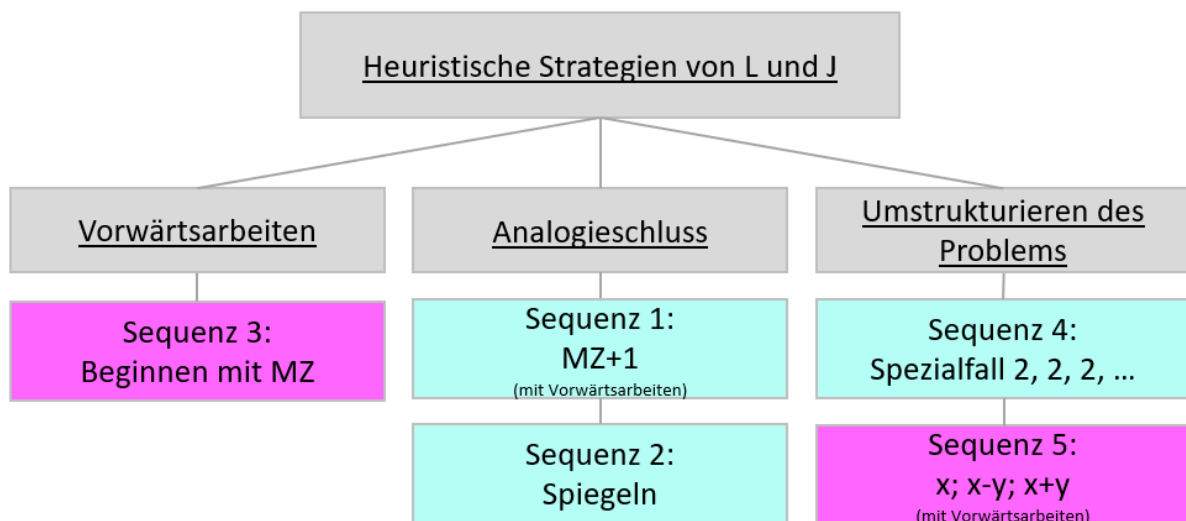 Heuristische Strategien von L und J
Vorwärtsarbeiten
Analogieschluss
Umstrukturieren des
Problems
Sequenz 3:
Beginnen mit MZ
Sequenz 1:
MZ+1
(mit Vorwärtsarbeiten)
Sequenz 4:
Spezialfall 2, 2, 2, …
Sequenz 2:
Spiegeln
Sequenz 5:
x; x-y; x+y
(mit Vorwärtsarbeiten)